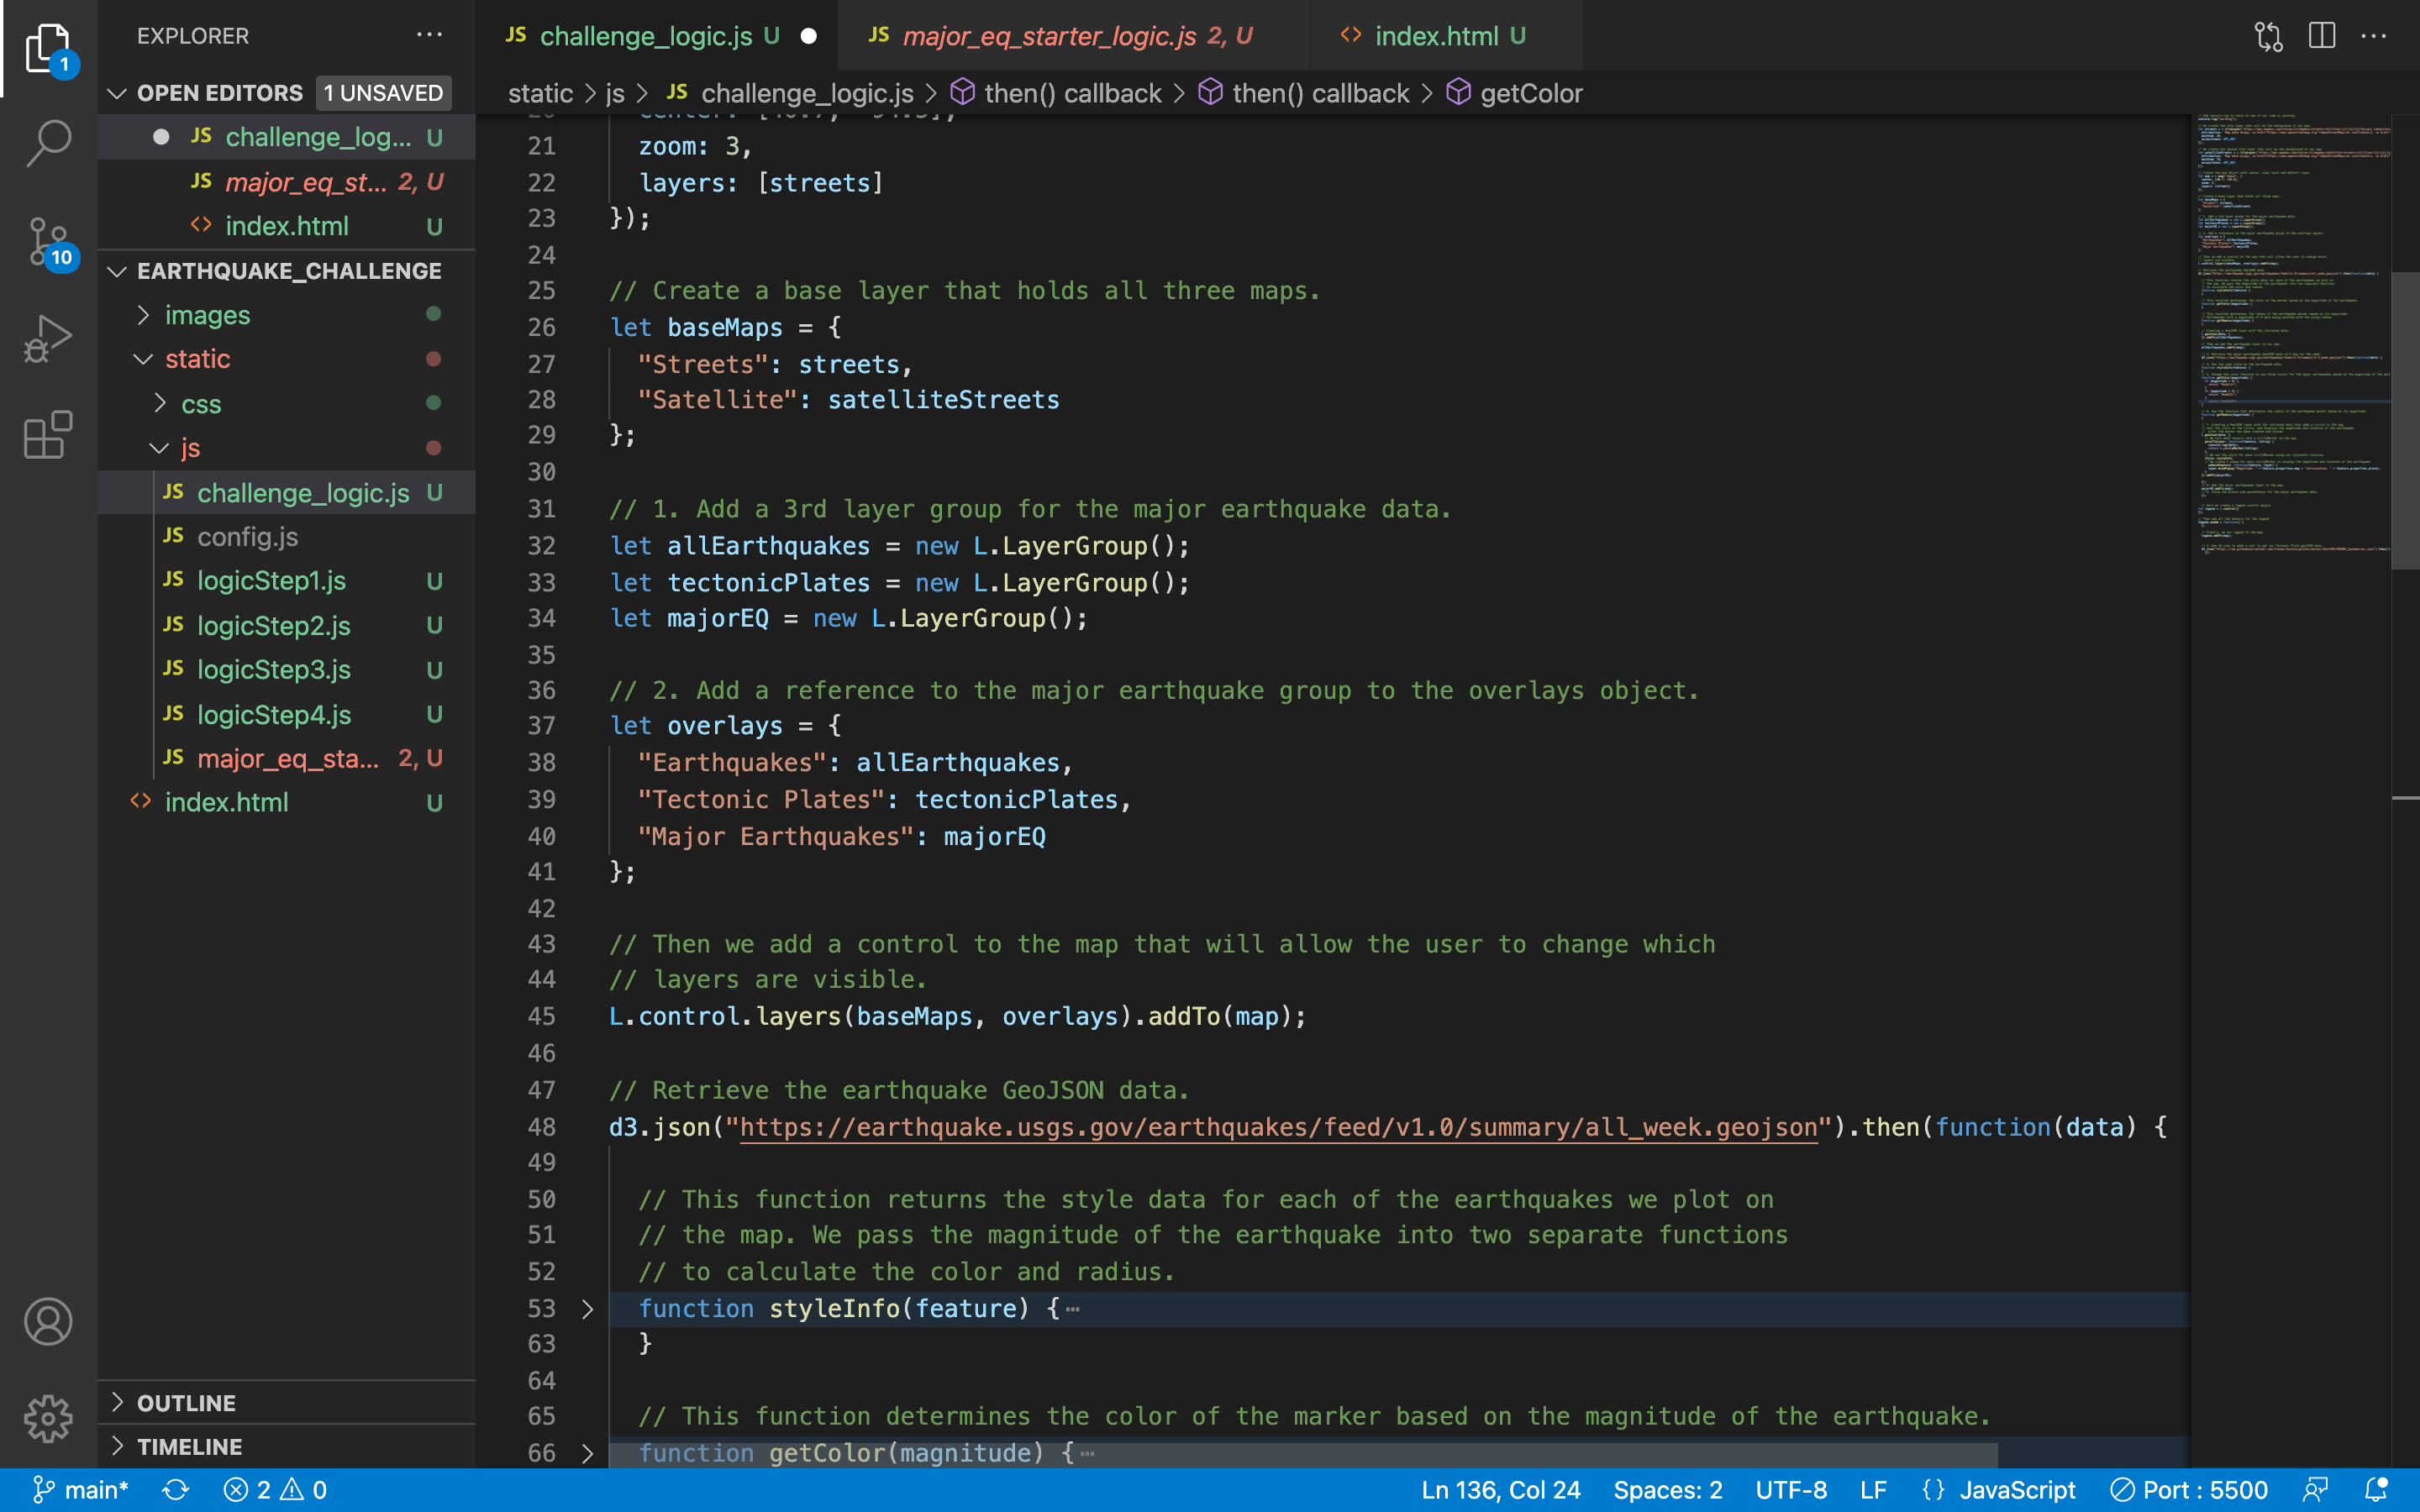 EXPLORER
OPEN EDITORS 1 UNSAVED
JS challenge_log... U
JS major_eq_st... 2, U
<> index.html U
EARTHQUAKE_CHALLENGE
images
static
css
js
JS challenge_logic.js U
JS config.js
JS logicStep1.js U
JS logicStep2.js U
JS logicStep3.js U
JS logicStep4.js U
JS major_eq_sta... 2, U
<> index.html U
OUTLINE
TIMELINE
1
10
JS challenge_logic.js U
JS major_eq_starter_logic.js 2, U
<> index.html U
static > js > JS challenge_logic.js > then() callback > then() callback > getColor
21 zoom: 3,
22 layers: [streets]
23 });
24
25 // Create a base layer that holds all three maps.
26 let baseMaps = {
27 "Streets": streets,
28 "Satellite": satelliteStreets
29 };
30
31 // 1. Add a 3rd layer group for the major earthquake data.
32 let allEarthquakes = new L.LayerGroup();
33 let tectonicPlates = new L.LayerGroup();
34 let majorEQ = new L.LayerGroup();
35
36 // 2. Add a reference to the major earthquake group to the overlays object.
37 let overlays = {
38 "Earthquakes": allEarthquakes,
39 "Tectonic Plates": tectonicPlates,
40 "Major Earthquakes": majorEQ
41 };
42
43 // Then we add a control to the map that will allow the user to change which
44 // layers are visible.
45 L.control.layers(baseMaps, overlays).addTo(map);
46
47 // Retrieve the earthquake GeoJSON data.
48 d3.json("https://earthquake.usgs.gov/earthquakes/feed/v1.0/summary/all_week.geojson").then(function(data) {
49
50 // This function returns the style data for each of the earthquakes we plot on
51 // the map. We pass the magnitude of the earthquake into two separate functions
52 // to calculate the color and radius.
53 > function styleInfo(feature) {⋯
63 }
64
65 // This function determines the color of the marker based on the magnitude of the earthquake.
66 > function getColor(magnitude) {⋯
main* 2 0 Ln 136, Col 24 Spaces: 2 UTF-8 LF {} JavaScript Port : 5500